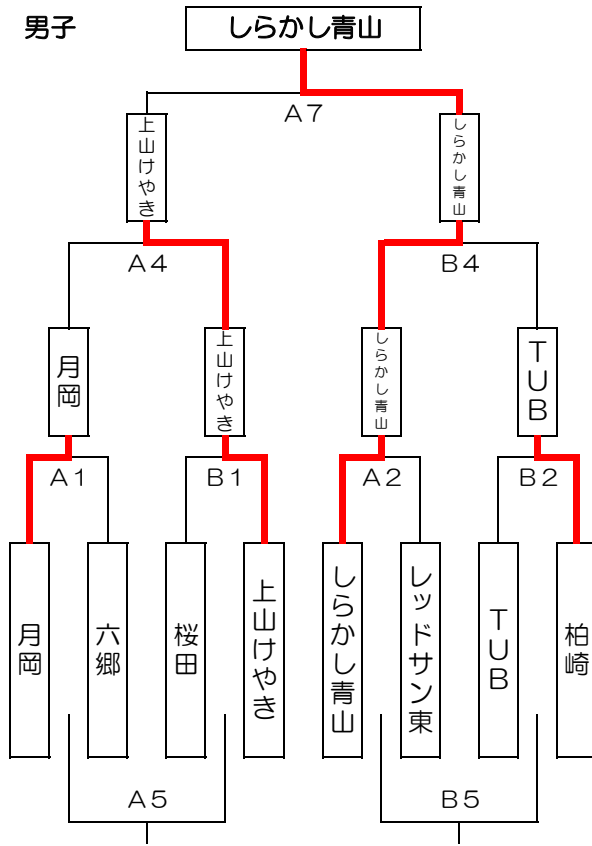 男子
しらかし青山
A7
上山けやき
しらかし青山
A4
B4
月岡
上山けやき
しらかし青山
TUB
A1
B1
A2
B2
月岡
六郷
桜田
上山けやき
しらかし青山
レッドサン東
TUB
柏崎
A5
B5